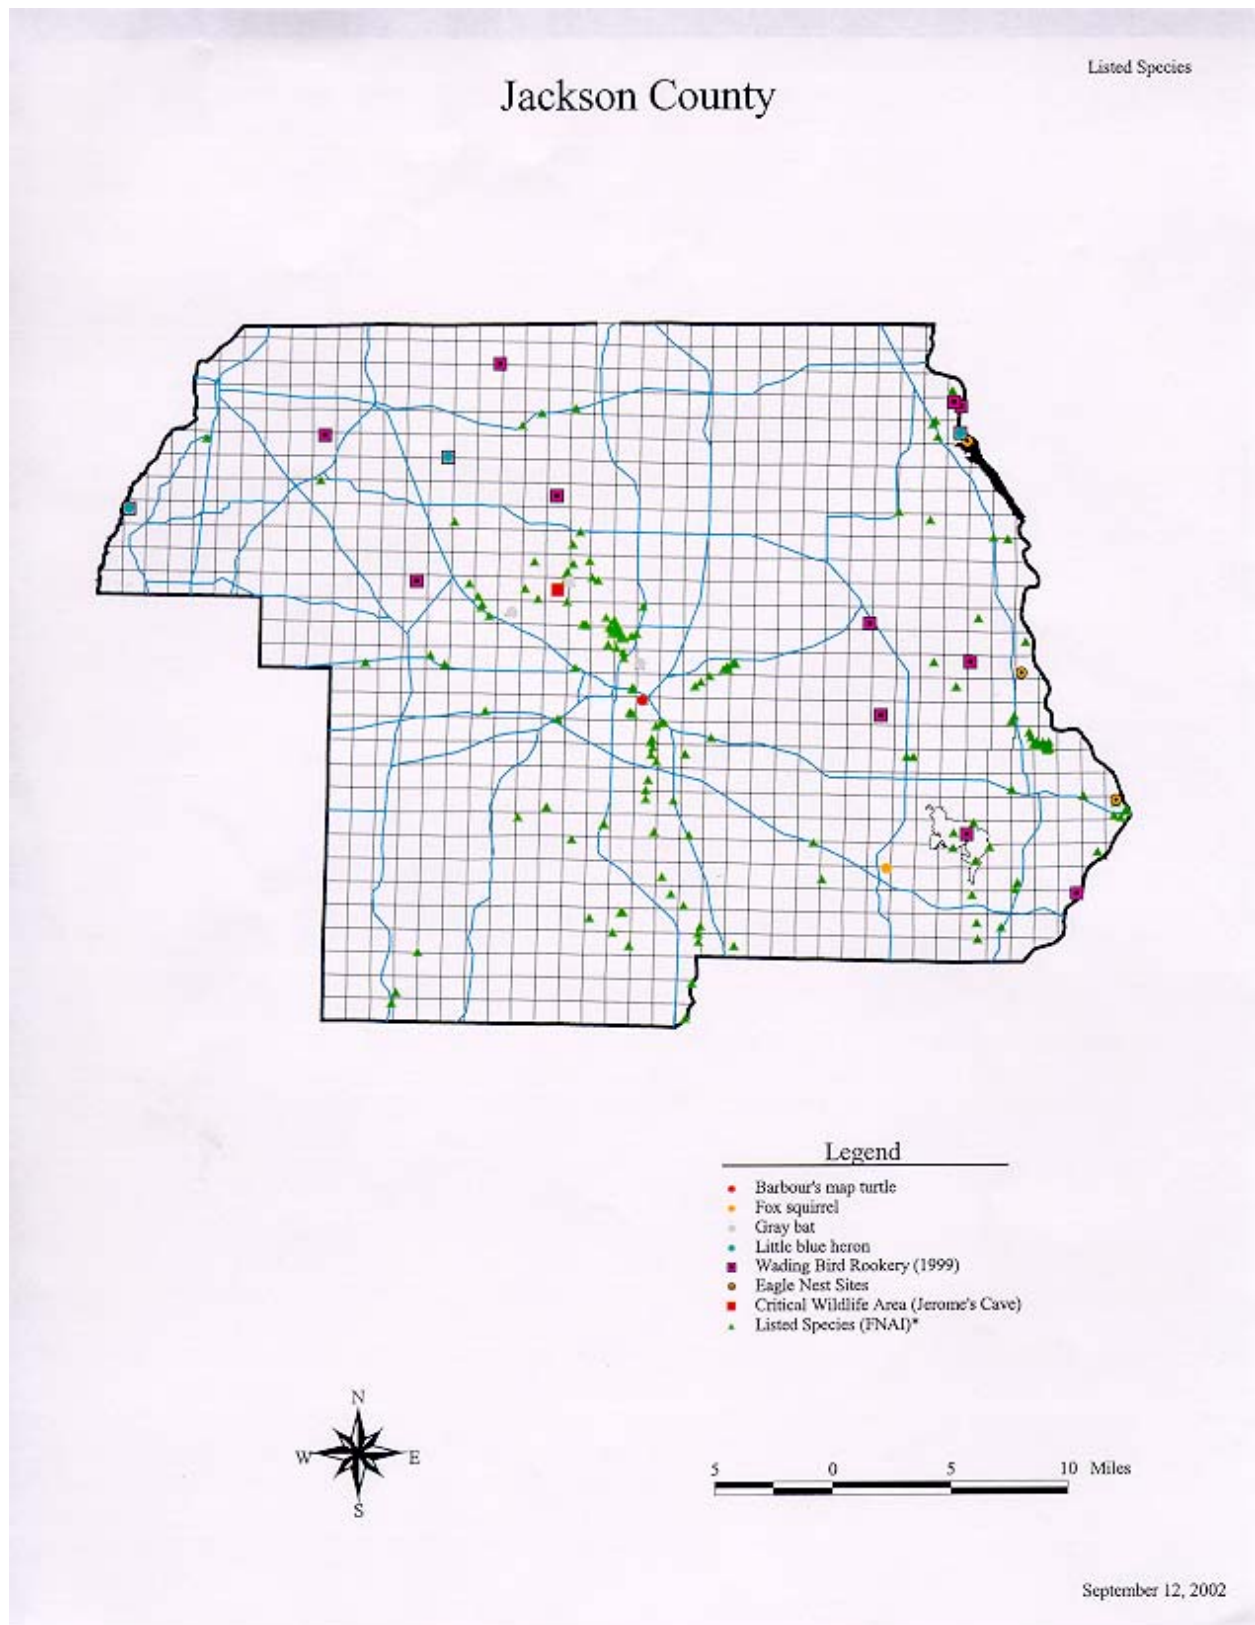 Listed Species
Jackson County
Legend
Barbour's map turtle
Fox squirrel
Gray bat
Little blue heron
Wading Bird Rookery (1999)
Eagle Nest Sites
Critical Wildlife Area (Jerome's Cave)
Listed Species (FNAI)*
N
W E
S
5 0 5 10 Miles
September 12, 2002